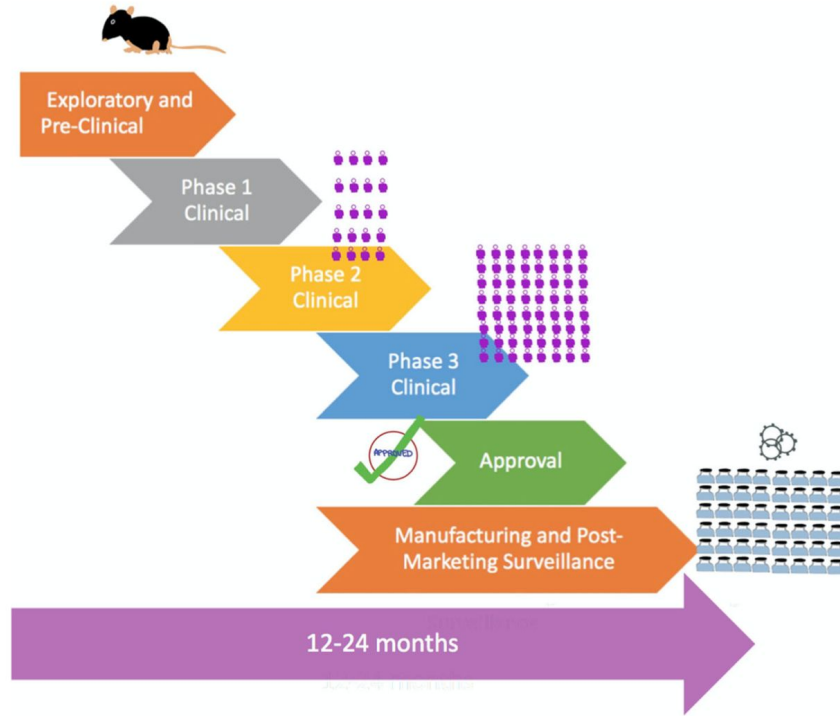 Exploratory and
Pre-Clinical
Phase 1
Clinical
Phase 2
Clinical
Phase 3
Clinical
APPROVED
Approval
Manufacturing and Post-
Marketing Surveillance
12-24 months